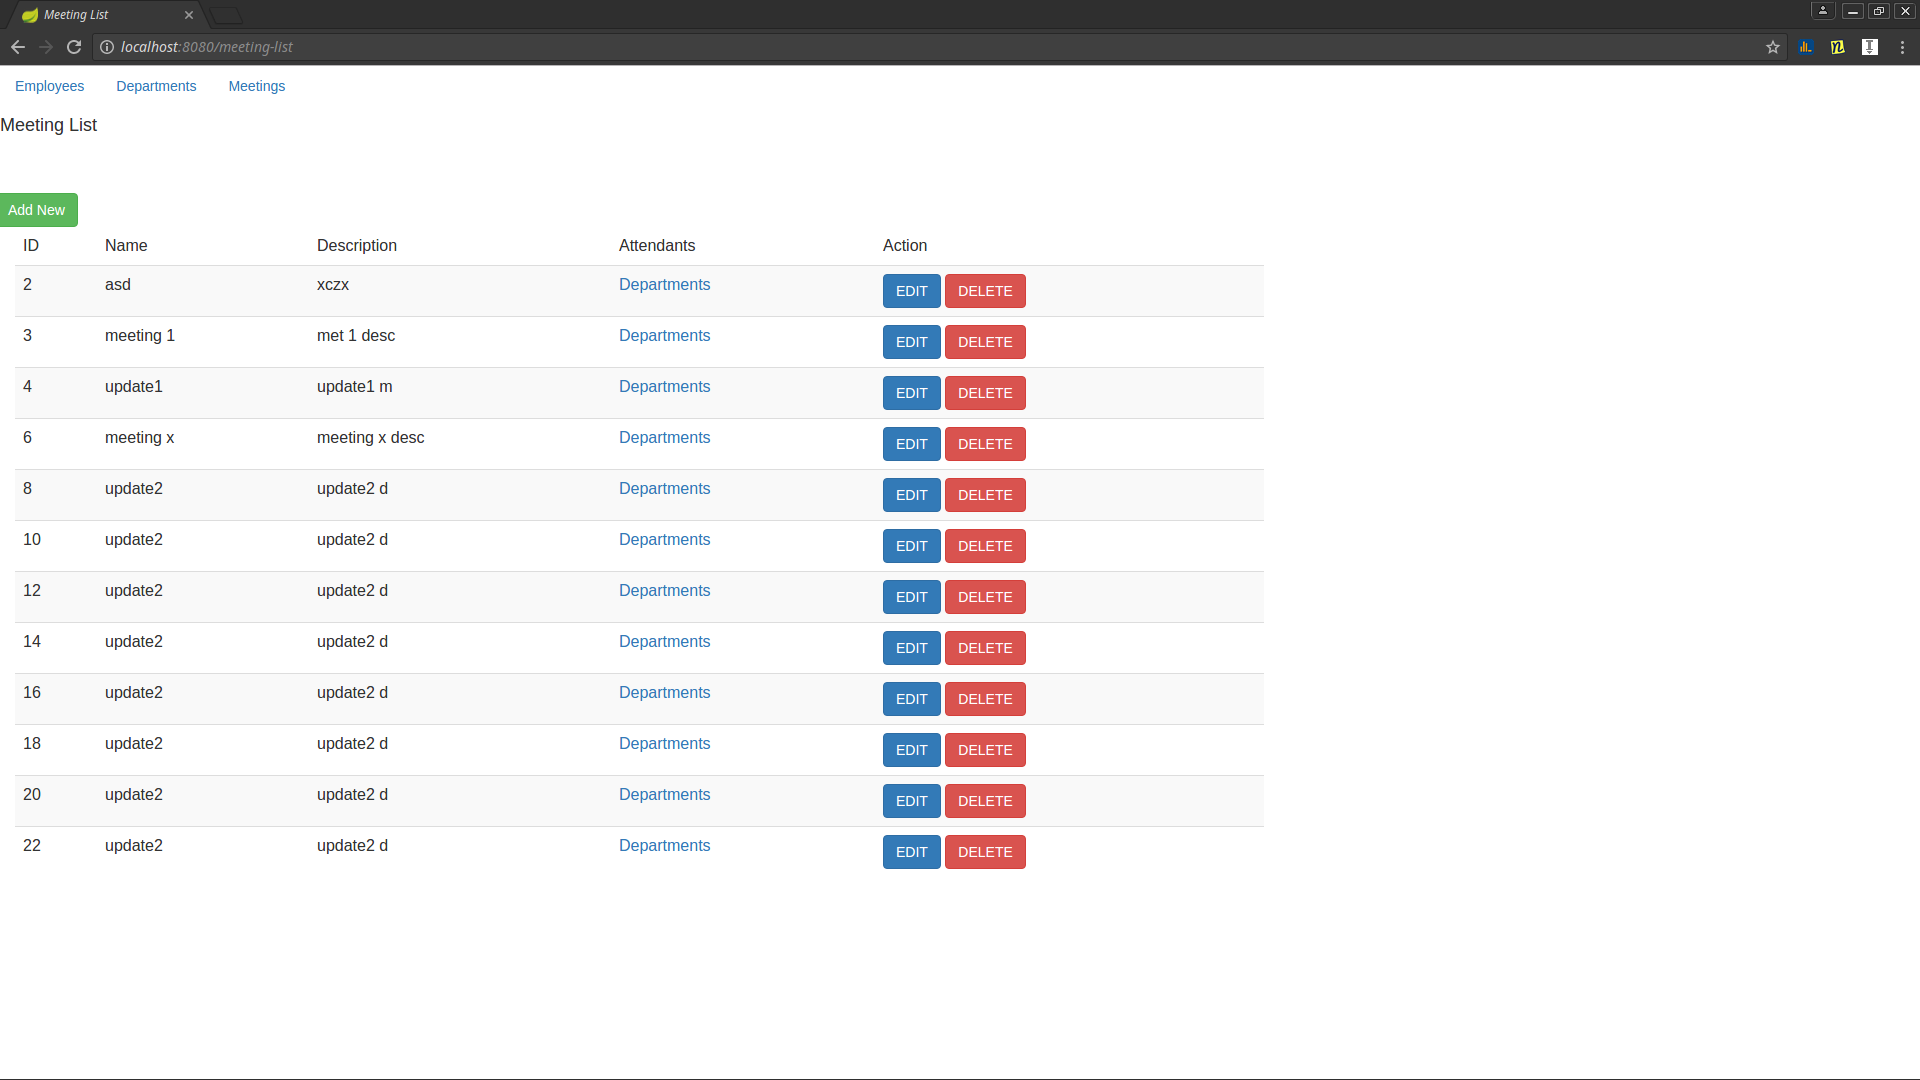 Meeting List
localhost:8080/meeting-list
Employees Departments Meetings
Meeting List
Add New
ID Name Description Attendants Action
2 asd xczx Departments EDIT DELETE
3 meeting 1 met 1 desc Departments EDIT DELETE
4 update1 update1 m Departments EDIT DELETE
6 meeting x meeting x desc Departments EDIT DELETE
8 update2 update2 d Departments EDIT DELETE
10 update2 update2 d Departments EDIT DELETE
12 update2 update2 d Departments EDIT DELETE
14 update2 update2 d Departments EDIT DELETE
16 update2 update2 d Departments EDIT DELETE
18 update2 update2 d Departments EDIT DELETE
20 update2 update2 d Departments EDIT DELETE
22 update2 update2 d Departments EDIT DELETE